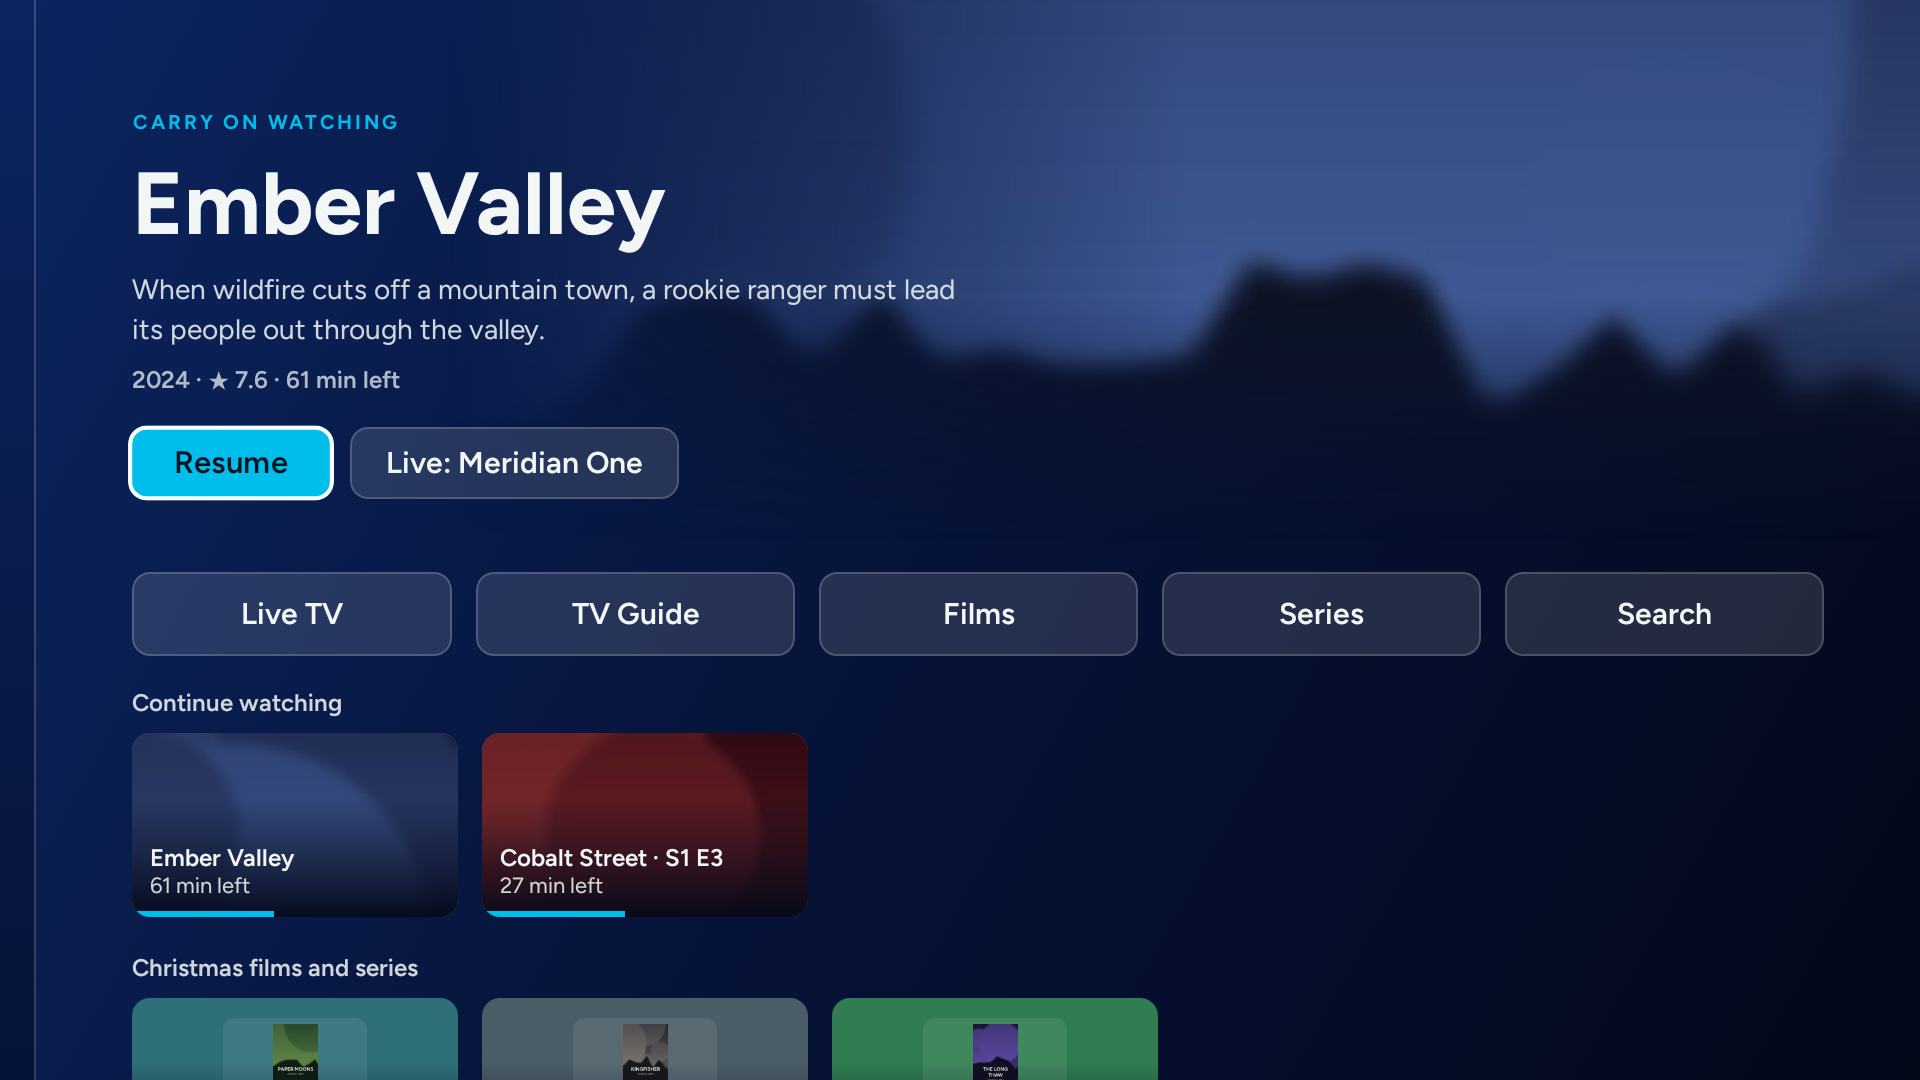 CARRY ON WATCHING
Ember Valley
When wildfire cuts off a mountain town, a rookie ranger must lead
its people out through the valley.
2024 · ★ 7.6 · 61 min left
Resume
Live: Meridian One
Live TV
TV Guide
Films
Series
Search
Continue watching
Ember Valley
61 min left
Cobalt Street · S1 E3
27 min left
Christmas films and series
PAPER MOONS
KINGFISHER
THE LONG
THAW